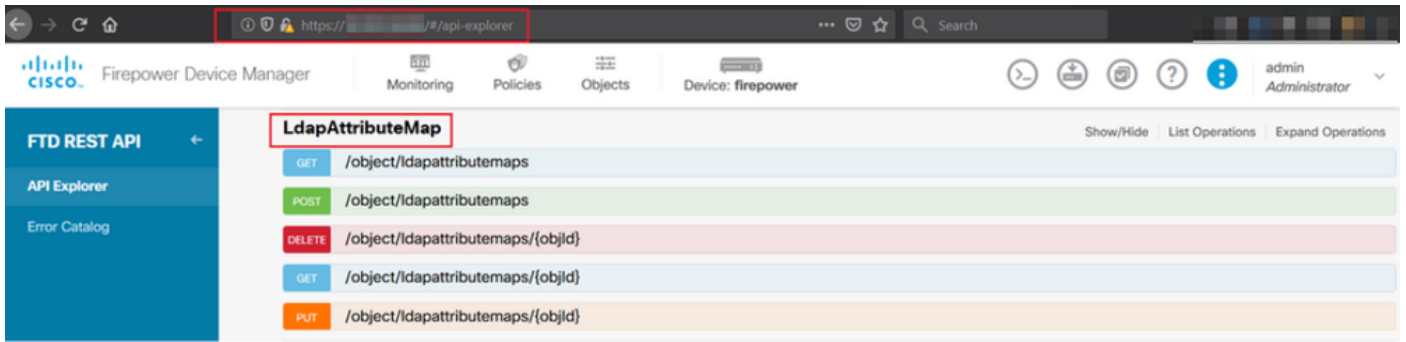 https:// /#/api-explorer
Search
CISCO
Firepower Device Manager
Monitoring
Policies
Objects
Device: firepower
admin
Administrator
FTD REST API
API Explorer
Error Catalog
LdapAttributeMap
Show/Hide
List Operations
Expand Operations
GET /object/ldapattributemaps
POST /object/ldapattributemaps
DELETE /object/ldapattributemaps/{objId}
GET /object/ldapattributemaps/{objId}
PUT /object/ldapattributemaps/{objId}